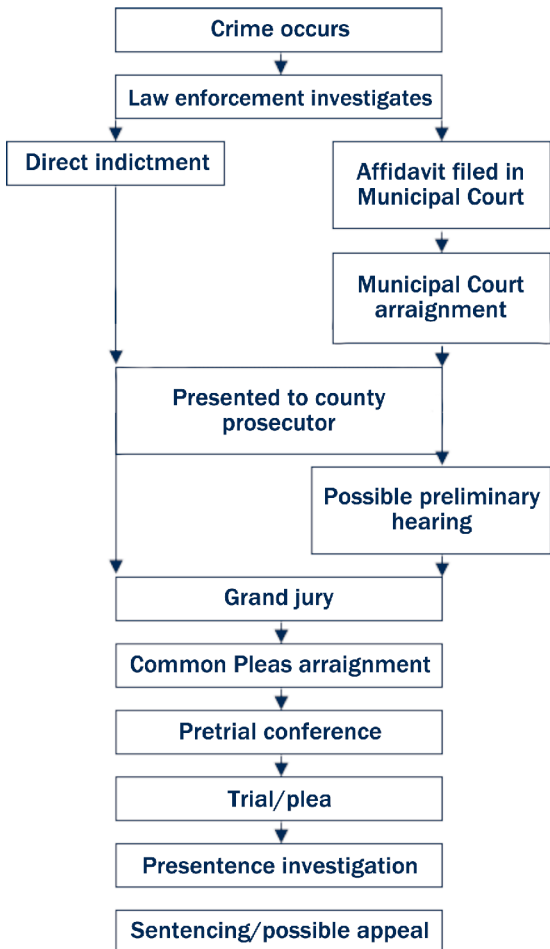 Crime occurs
Law enforcement investigates
Direct indictment
Affidavit filed in
Municipal Court
Municipal Court
arraignment
Presented to county
prosecutor
Possible preliminary
hearing
Grand jury
Common Pleas arraignment
Pretrial conference
Trial/plea
Presentence investigation
Sentencing/possible appeal